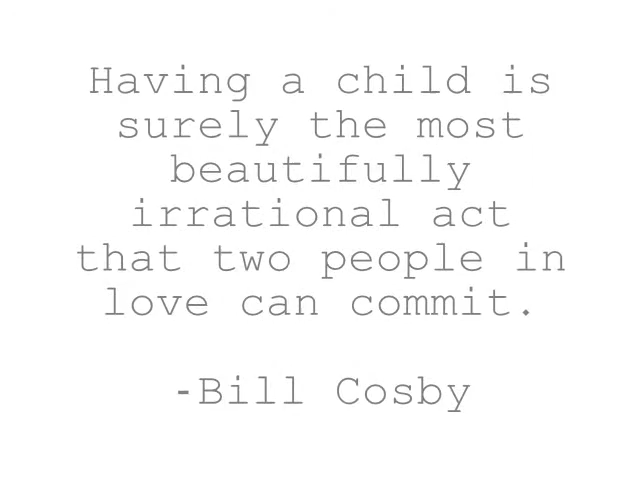 Having a child is
surely the most
beautifully
irrational act
that two people in
love can commit.
-Bill Cosby